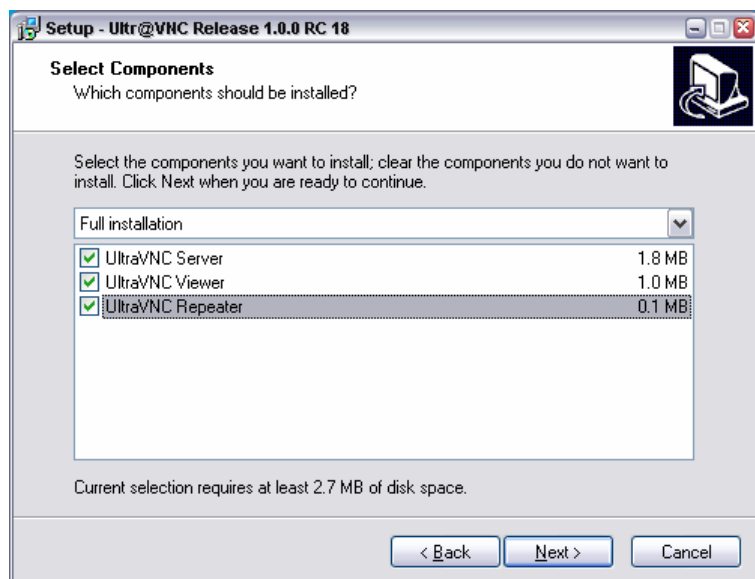 Setup - Ultr@VNC Release 1.0.0 RC 18
Select Components
Which components should be installed?
Select the components you want to install; clear the components you do not want to
install. Click Next when you are ready to continue.
Full installation
UltraVNC Server 1.8 MB
UltraVNC Viewer 1.0 MB
UltraVNC Repeater 0.1 MB
Current selection requires at least 2.7 MB of disk space.
< Back Next > Cancel